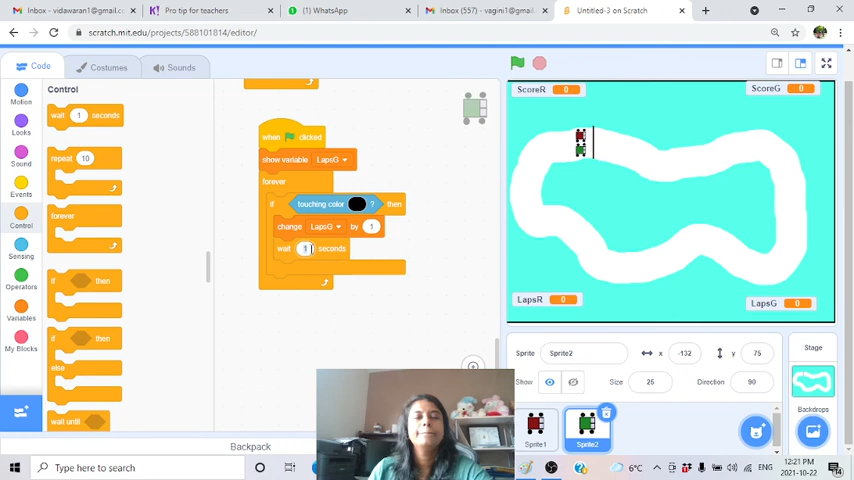 Inbox - vidawaran1@gmail.com
Pro tip for teachers
(1) WhatsApp
Inbox (557) - vagini1@gmail.com
Untitled-3 on Scratch
scratch.mit.edu/projects/588101814/editor/
Code
Costumes
Sounds
Motion
Looks
Sound
Events
Control
Sensing
Operators
Variables
My Blocks
Control
wait 1 seconds
repeat 10
forever
if then
if then
else
wait until
when clicked
show variable LapsG
forever
if touching color ? then
change LapsG by 1
wait 1 seconds
ScoreR 0
ScoreG 0
LapsR 0
LapsG 0
Sprite Sprite2 x -132 y 75
Show Size 25 Direction 90
Sprite1
Sprite2
Stage
Backdrops
Backpack
Type here to search
6°C
ENG
12:21 PM
2021-10-22
14